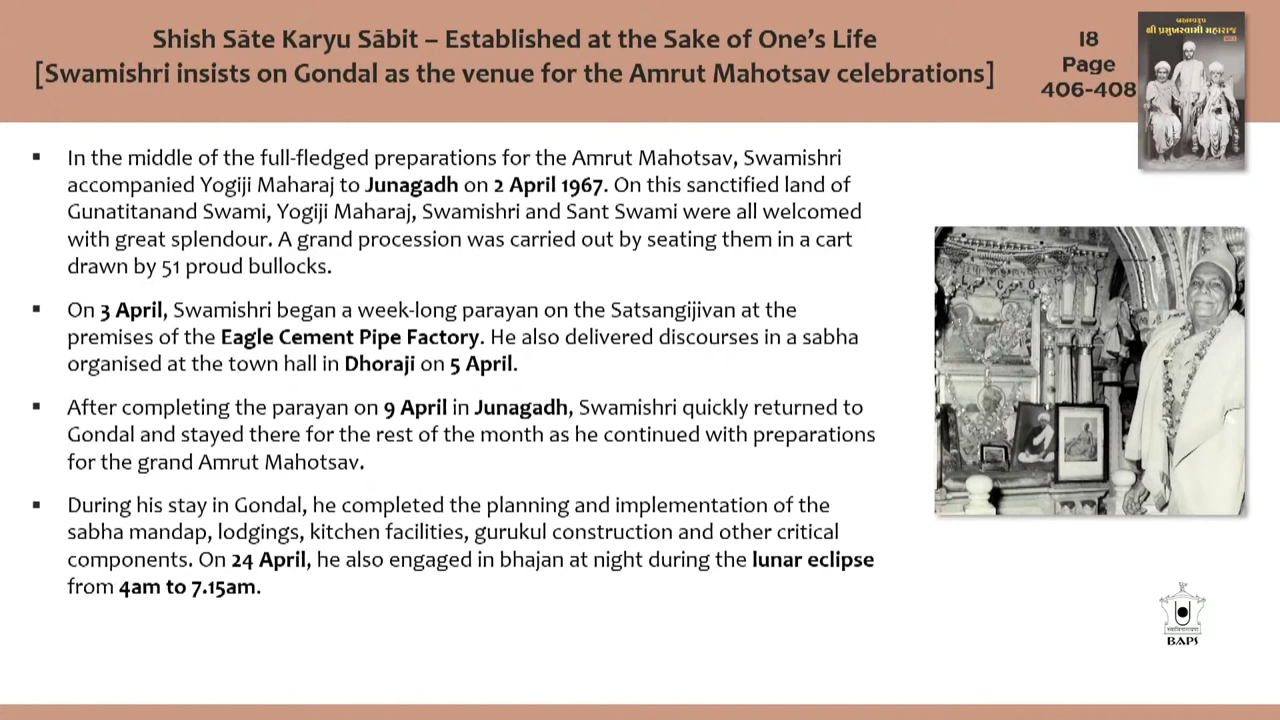 Shish Sāte Karyu Sābit – Established at the Sake of One's Life
[Swamishri insists on Gondal as the venue for the Amrut Mahotsav celebrations]
18
Page
406-408
બ્રહ્મસ્વરૂપ
શ્રી પ્રમુખસ્વામી મહારાજ
▪ In the middle of the full-fledged preparations for the Amrut Mahotsav, Swamishri
accompanied Yogiji Maharaj to Junagadh on 2 April 1967. On this sanctified land of
Gunatitanand Swami, Yogiji Maharaj, Swamishri and Sant Swami were all welcomed
with great splendour. A grand procession was carried out by seating them in a cart
drawn by 51 proud bullocks.
▪ On 3 April, Swamishri began a week-long parayan on the Satsangijivan at the
premises of the Eagle Cement Pipe Factory. He also delivered discourses in a sabha
organised at the town hall in Dhoraji on 5 April.
▪ After completing the parayan on 9 April in Junagadh, Swamishri quickly returned to
Gondal and stayed there for the rest of the month as he continued with preparations
for the grand Amrut Mahotsav.
▪ During his stay in Gondal, he completed the planning and implementation of the
sabha mandap, lodgings, kitchen facilities, gurukul construction and other critical
components. On 24 April, he also engaged in bhajan at night during the lunar eclipse
from 4am to 7.15am.
स्वामिनारायण
BAPS